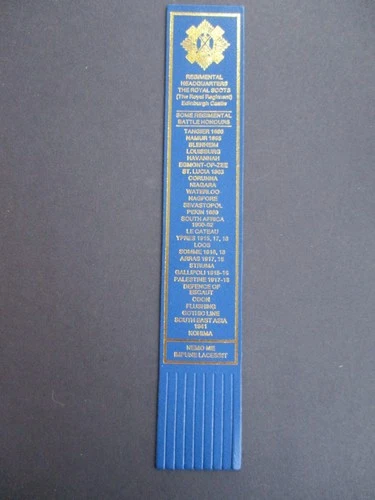 REGIMENTAL
HEADQUARTERS
THE ROYAL SCOTS
(The Royal Regiment)
Edinburgh Castle
SOME REGIMENTAL
BATTLE HONOURS
TANGIER 1680
NAMUR 1695
BLENHEIM
LOUISBURG
HAVANNAH
EGMONT-OP-ZEE
ST. LUCIA 1803
CORUNNA
NIAGARA
WATERLOO
NAGPORE
SEVASTOPOL
PEKIN 1860
SOUTH AFRICA
1899-02
LE CATEAU
YPRES 1915, 17, 18
LOOS
SOMME 1916, 18
ARRAS 1917, 18
STRUMA
GALLIPOLI 1915-16
PALESTINE 1917-18
DEFENCE OF
ESCAUT
ODON
FLUSHING
GOTHIC LINE
SOUTH EAST ASIA
1941
KOHIMA
NEMO ME
IMPUNE LACESSIT